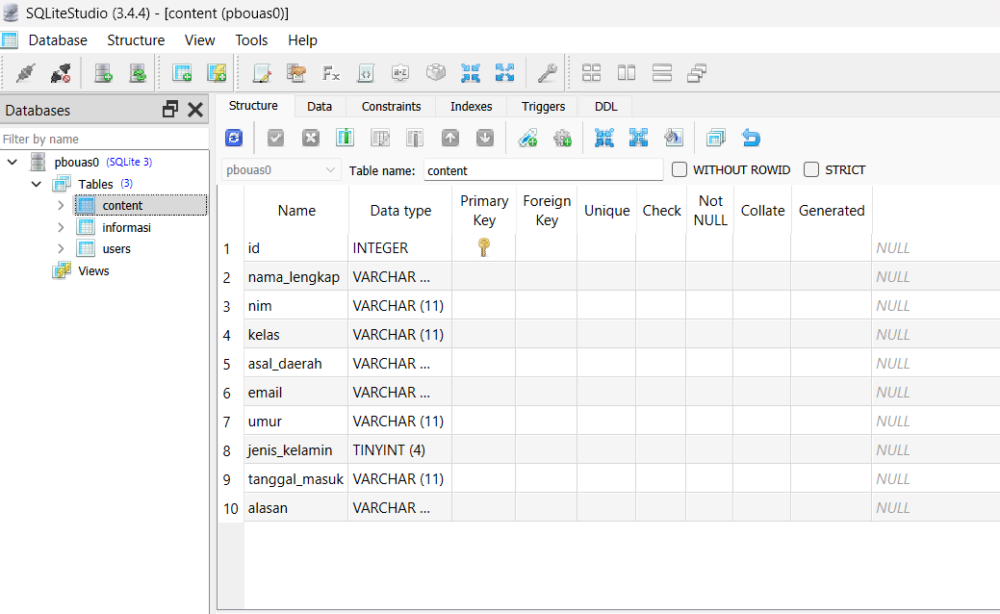 SQLiteStudio (3.4.4) - [content (pbouas0)]
Database Structure View Tools Help
Databases
Filter by name
pbouas0 (SQLite 3)
Tables (3)
content
informasi
users
Views
Structure Data Constraints Indexes Triggers DDL
pbouas0 Table name: content WITHOUT ROWID STRICT
Name Data type Primary Key Foreign Key Unique Check Not NULL Collate Generated
1 id INTEGER NULL
2 nama_lengkap VARCHAR ... NULL
3 nim VARCHAR (11) NULL
4 kelas VARCHAR (11) NULL
5 asal_daerah VARCHAR ... NULL
6 email VARCHAR ... NULL
7 umur VARCHAR (11) NULL
8 jenis_kelamin TINYINT (4) NULL
9 tanggal_masuk VARCHAR (11) NULL
10 alasan VARCHAR ... NULL